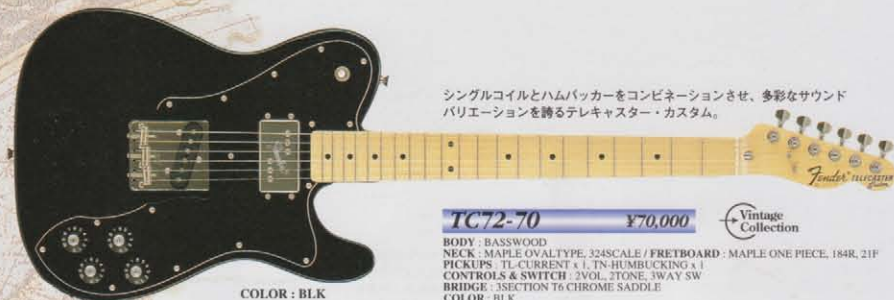 シングルコイルとハムバッカーをコンビネーションさせ、多彩なサウンド
バリエーションを誇るテレキャスター・カスタム。
Fender TELECASTER
TC72-70 ¥70,000
Vintage
Collection
BODY : BASSWOOD
NECK : MAPLE OVALTYPE, 324SCALE / FRETBOARD : MAPLE ONE PIECE, 184R, 21F
PICKUPS : TL-CURRENT x 1, TN-HUMBUCKING x 1
CONTROLS & SWITCH : 2VOL, 2TONE, 3WAY SW
BRIDGE : 3SECTION T6 CHROME SADDLE
COLOR : BLK
COLOR : BLK